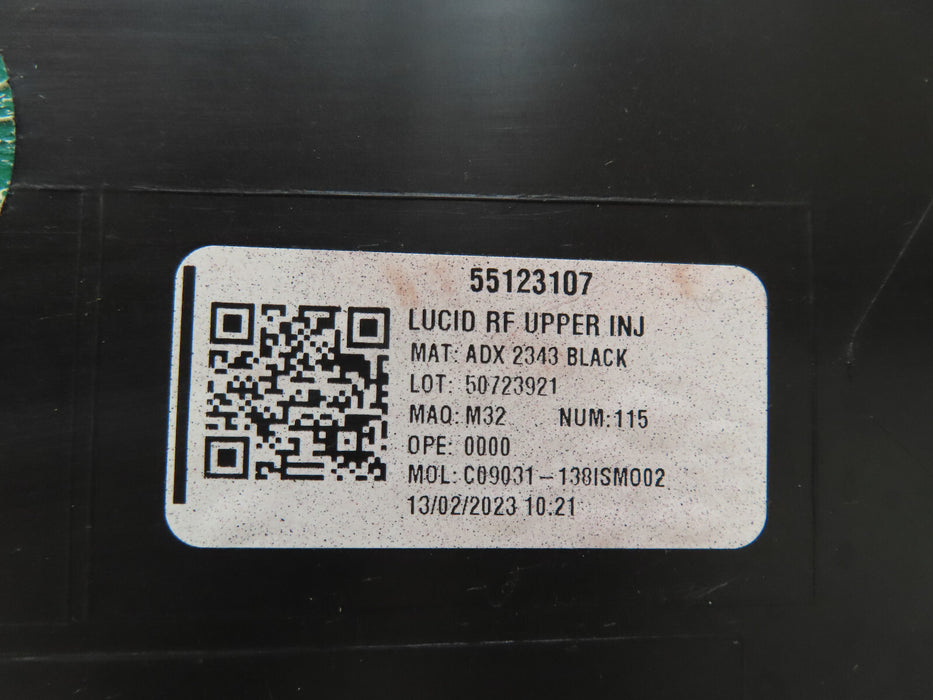 55123107
LUCID RF UPPER INJ
MAT: ADX 2343 BLACK
LOT: 50723921
MAQ: M32 NUM: 115
OPE: 0000
MOL: C09031-138ISMO02
13/02/2023 10:21